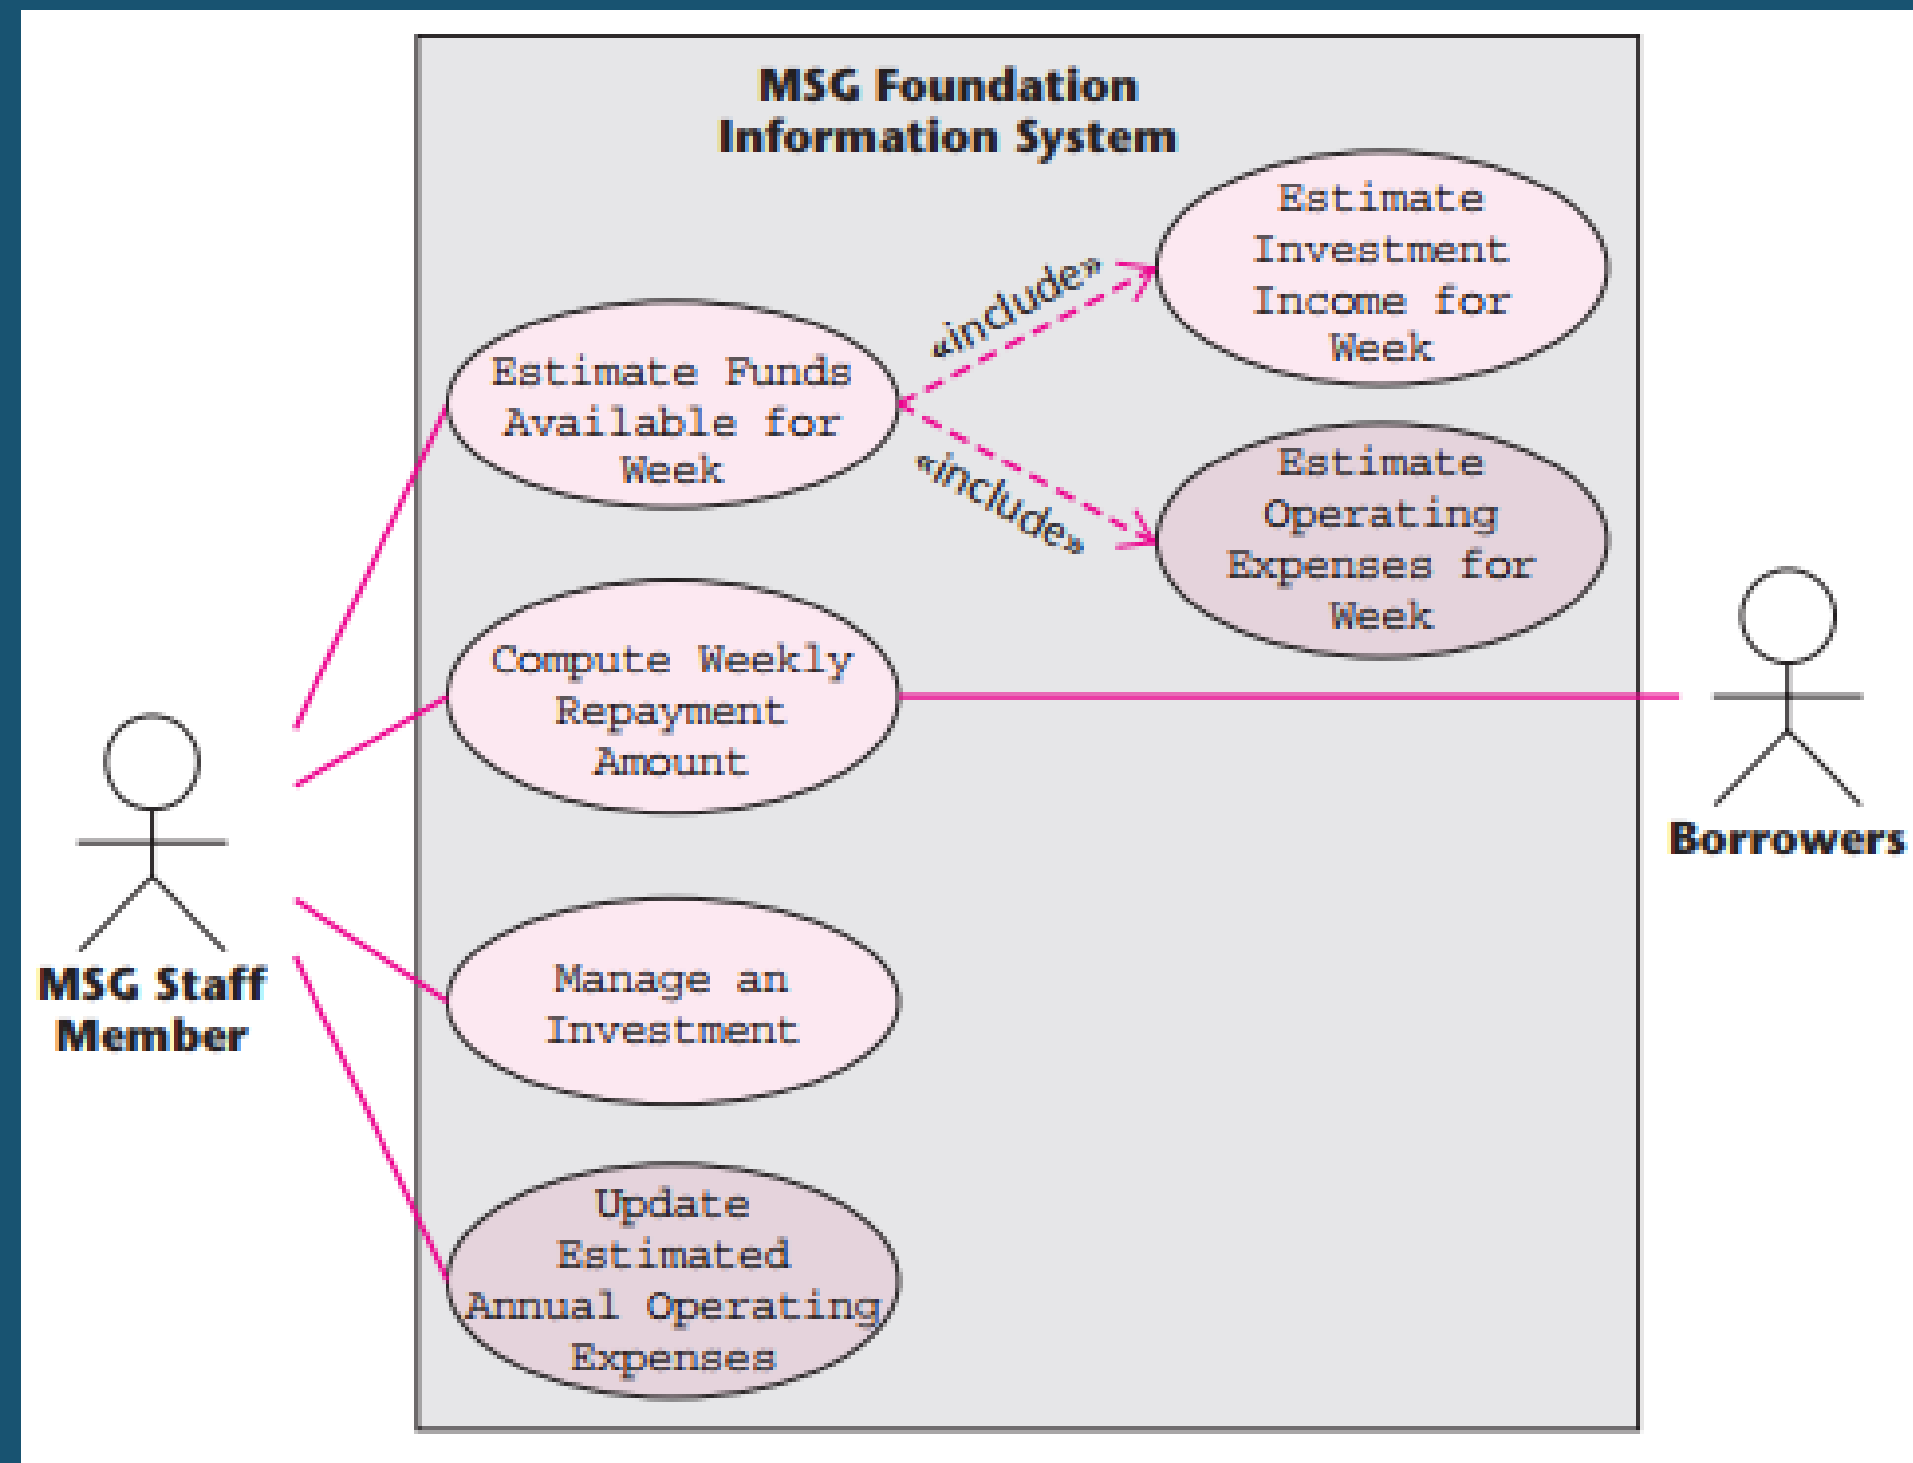 MSG Foundation
Information System
Estimate
Investment
Income for
Week
«include»
Estimate Funds
Available for
Week
«include»
Estimate
Operating
Expenses for
Week
Compute Weekly
Repayment
Amount
Borrowers
MSG Staff
Member
Manage an
Investment
Update
Estimated
Annual Operating
Expenses